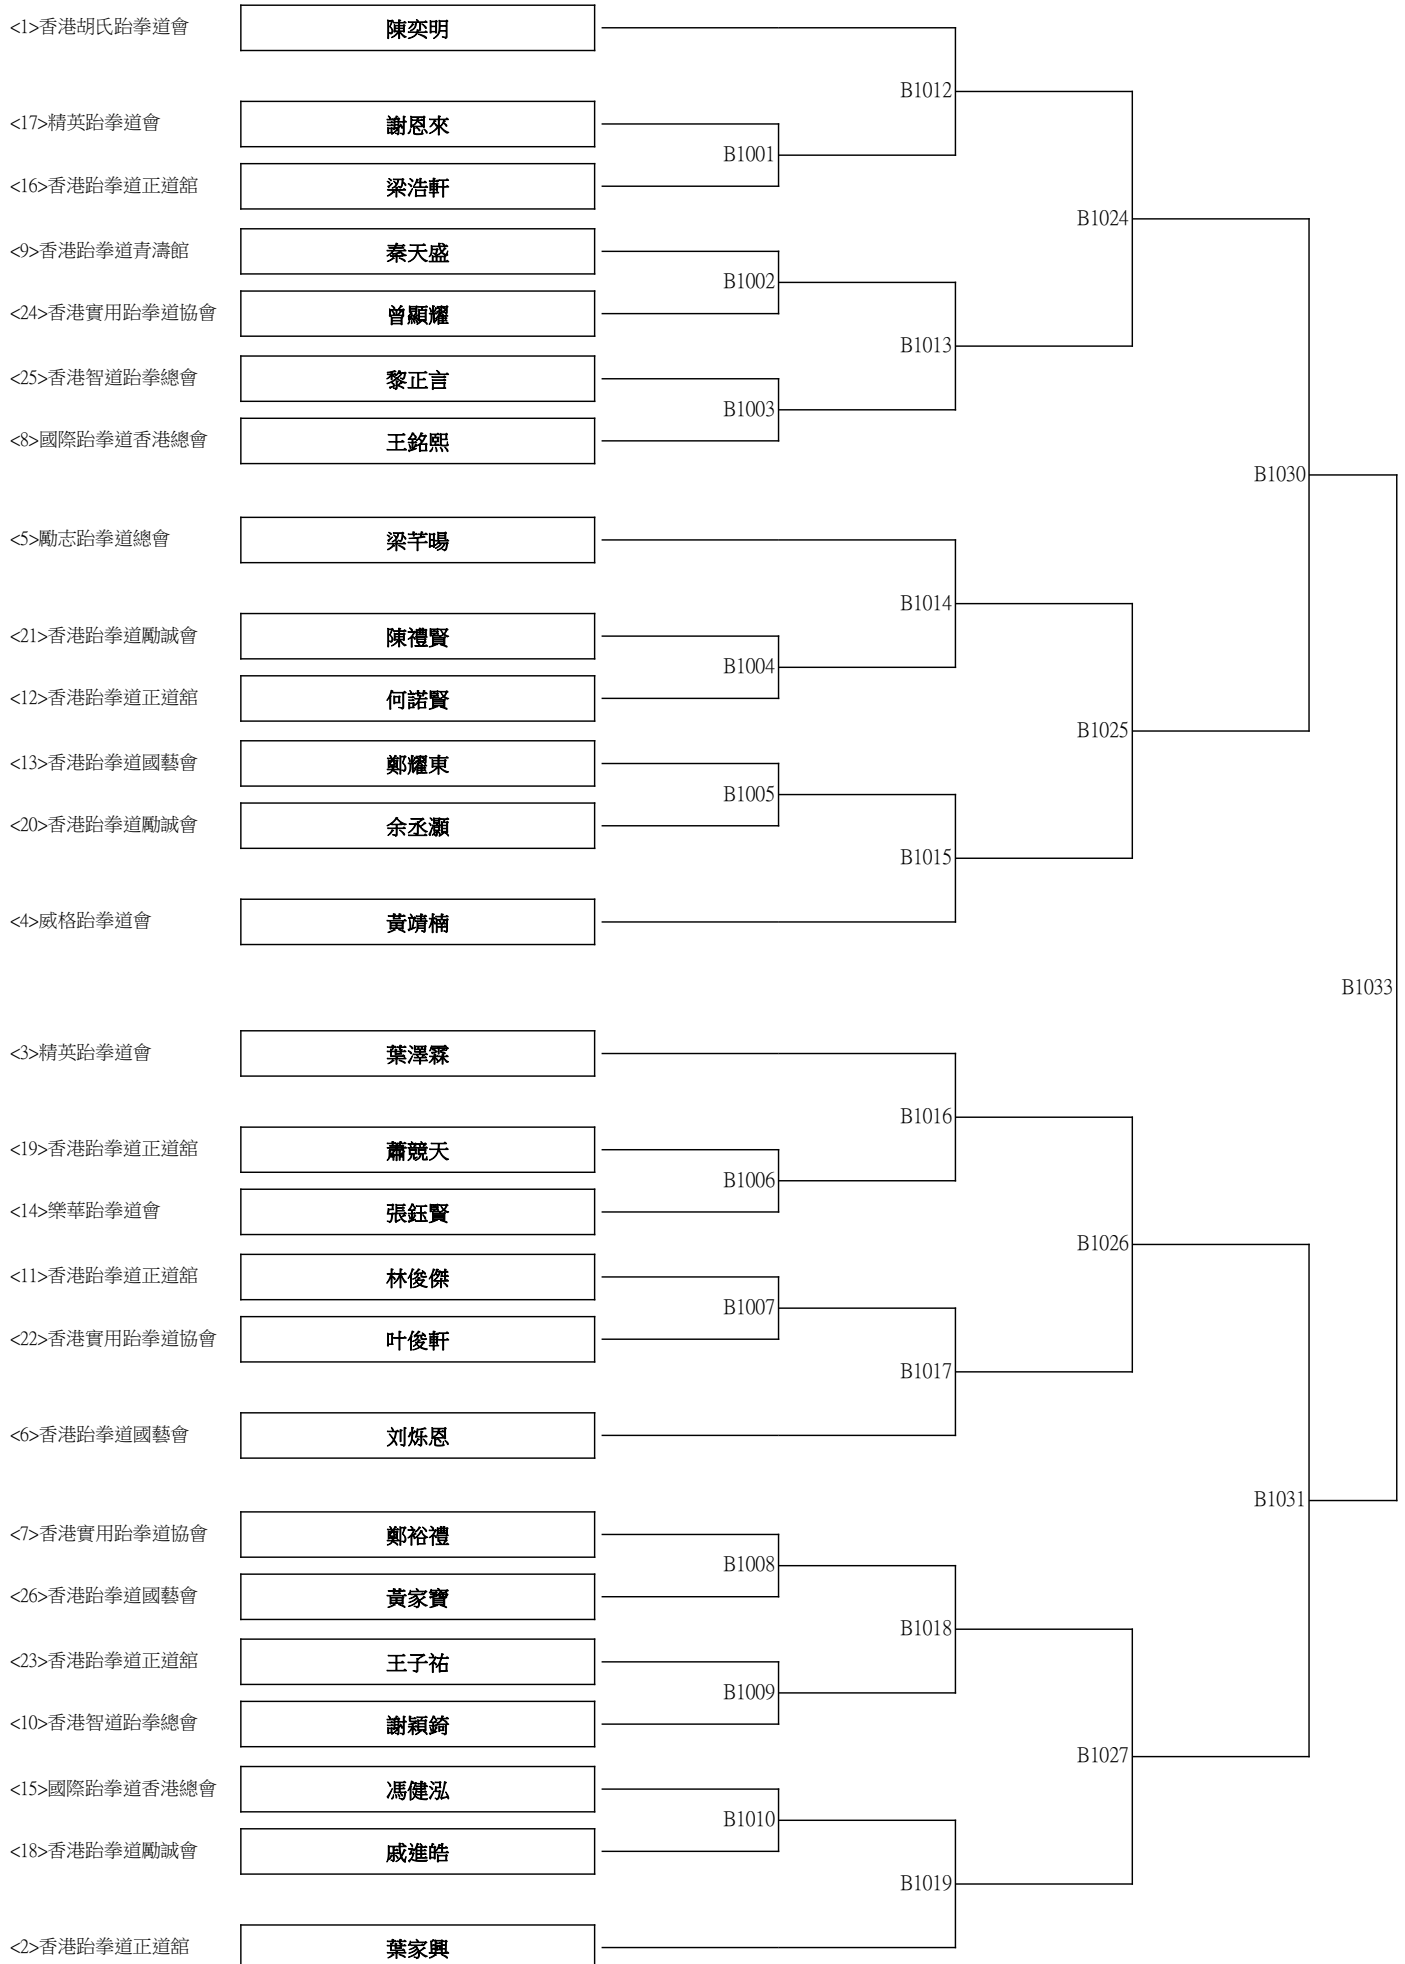 <1>香港胡氏跆拳道會 陳奕明
B1012
<17>精英跆拳道會 謝恩來
B1001
<16>香港跆拳道正道舘 梁浩軒
B1024
<9>香港跆拳道青濤館 秦天盛
B1002
<24>香港實用跆拳道協會 曾顯耀
B1013
<25>香港智道跆拳總會 黎正言
B1003
<8>國際跆拳道香港總會 王銘熙
B1030
<5>勵志跆拳道總會 梁芊暘
B1014
<21>香港跆拳道勵誠會 陳禮賢
B1004
<12>香港跆拳道正道舘 何諾賢
B1025
<13>香港跆拳道國藝會 鄭耀東
B1005
<20>香港跆拳道勵誠會 余丞灝
B1015
<4>威格跆拳道會 黃靖楠
B1033
<3>精英跆拳道會 葉澤霖
B1016
<19>香港跆拳道正道舘 蕭競天
B1006
<14>樂華跆拳道會 張鈺賢
B1026
<11>香港跆拳道正道舘 林俊傑
B1007
<22>香港實用跆拳道協會 叶俊軒
B1017
<6>香港跆拳道國藝會 刘烁恩
B1031
<7>香港實用跆拳道協會 鄭裕禮
B1008
<26>香港跆拳道國藝會 黃家寶
B1018
<23>香港跆拳道正道舘 王子祐
B1009
<10>香港智道跆拳總會 謝穎錡
B1027
<15>國際跆拳道香港總會 馮健泓
B1010
<18>香港跆拳道勵誠會 戚進皓
B1019
<2>香港跆拳道正道舘 葉家興